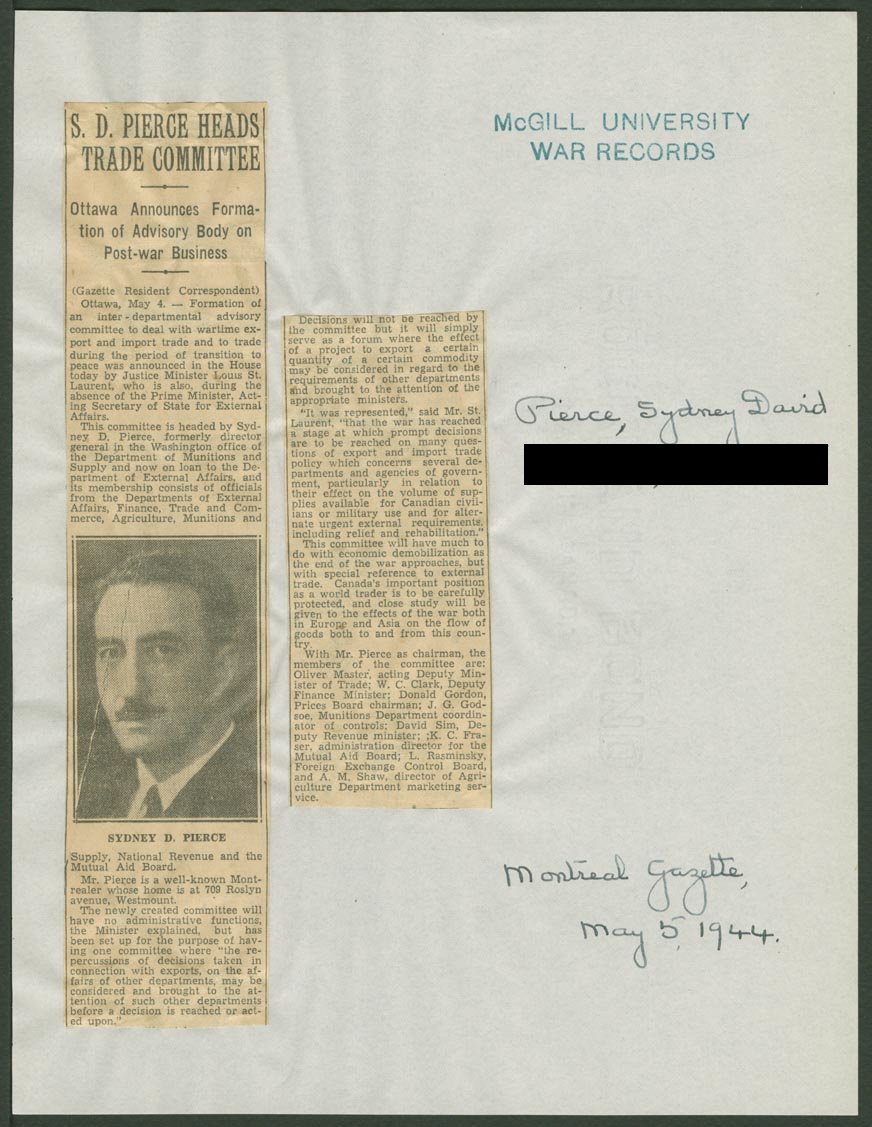 S. D. PIERCE HEADS
TRADE COMMITTEE
Ottawa Announces Forma-
tion of Advisory Body on
Post-war Business
(Gazette Resident Correspondent)
Ottawa, May 4. — Formation of
an inter-departmental advisory
committee to deal with wartime ex-
port and import trade and to trade
during the period of transition to
peace was announced in the House
today by Justice Minister Louis St.
Laurent, who is also, during the
absence of the Prime Minister, Act-
ing Secretary of State for External
Affairs.
This committee is headed by Syd-
ney D. Pierce, formerly director
general in the Washington office of
the Department of Munitions and
Supply and now on loan to the De-
partment of External Affairs, and
its membership consists of officials
from the Departments of External
Affairs, Finance, Trade and Com-
merce, Agriculture, Munitions and
SYDNEY D. PIERCE
Supply, National Revenue and the
Mutual Aid Board.
Mr. Pierce is a well-known Mont-
realer whose home is at 709 Roslyn
avenue, Westmount.
The newly created committee will
have no administrative functions,
the Minister explained, but has
been set up for the purpose of hav-
ing one committee where "the re-
percussions of decisions taken in
connection with exports, on the af-
fairs of other departments, may be
considered and brought to the at-
tention of such other departments
before a decision is reached or act-
ed upon."
Decisions will not be reached by
the committee but it will simply
serve as a forum where the effect
of a project to export a certain
quantity of a certain commodity
may be considered in regard to the
requirements of other departments
and brought to the attention of the
appropriate ministers.
"It was represented," said Mr. St.
Laurent, "that the war has reached
a stage at which prompt decisions
are to be reached on many ques-
tions of export and import trade
policy which concerns several de-
partments and agencies of govern-
ment, particularly in relation to
their effect on the volume of sup-
plies available for Canadian civil-
ians or military use and for alter-
nate urgent external requirements,
including relief and rehabilitation."
This committee will have much to
do with economic demobilization as
the end of the war approaches, but
with special reference to external
trade. Canada's important position
as a world trader is to be carefully
protected, and close study will be
given to the effects of the war both
in Europe and Asia on the flow of
goods both to and from this coun-
try.
With Mr. Pierce as chairman, the
members of the committee are:
Oliver Master, acting Deputy Min-
ister of Trade; W. C. Clark, Deputy
Finance Minister; Donald Gordon,
Prices Board chairman; J. G. God-
soe, Munitions Department coordin-
ator of controls; David Sim, De-
puty Revenue minister; ;K. C. Fra-
ser, administration director for the
Mutual Aid Board; L. Rasminsky,
Foreign Exchange Control Board,
and A. M. Shaw, director of Agri-
culture Department marketing ser-
vice.
McGILL UNIVERSITY
WAR RECORDS
Pierce, Sydney David
Montreal Gazette,
May 5, 1944.